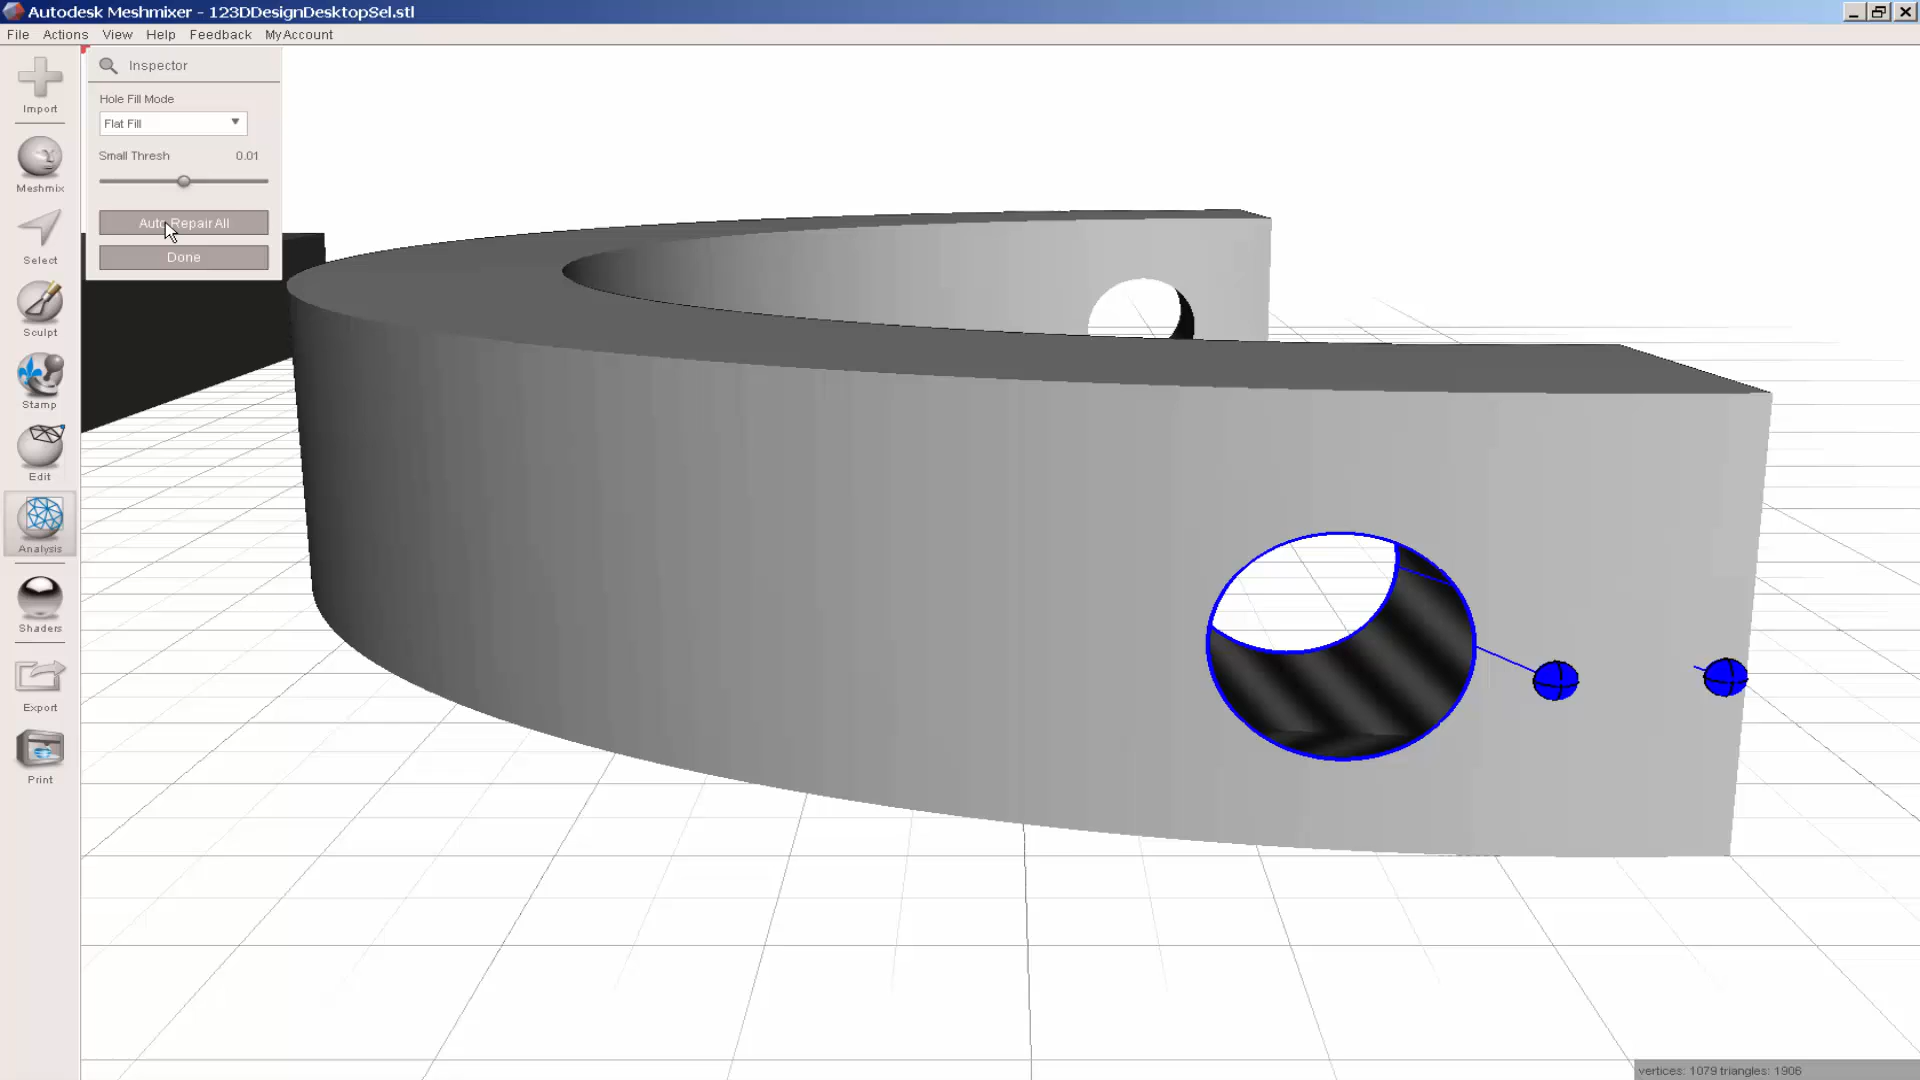 Autodesk Meshmixer - 123DDesignDesktopSel.stl
File Actions View Help Feedback MyAccount
Inspector
Hole Fill Mode
Flat Fill
Small Thresh 0.01
Auto Repair All
Done
Import
Meshmix
Select
Sculpt
Stamp
Edit
Analysis
Shaders
Export
Print
vertices: 1079 triangles: 1906